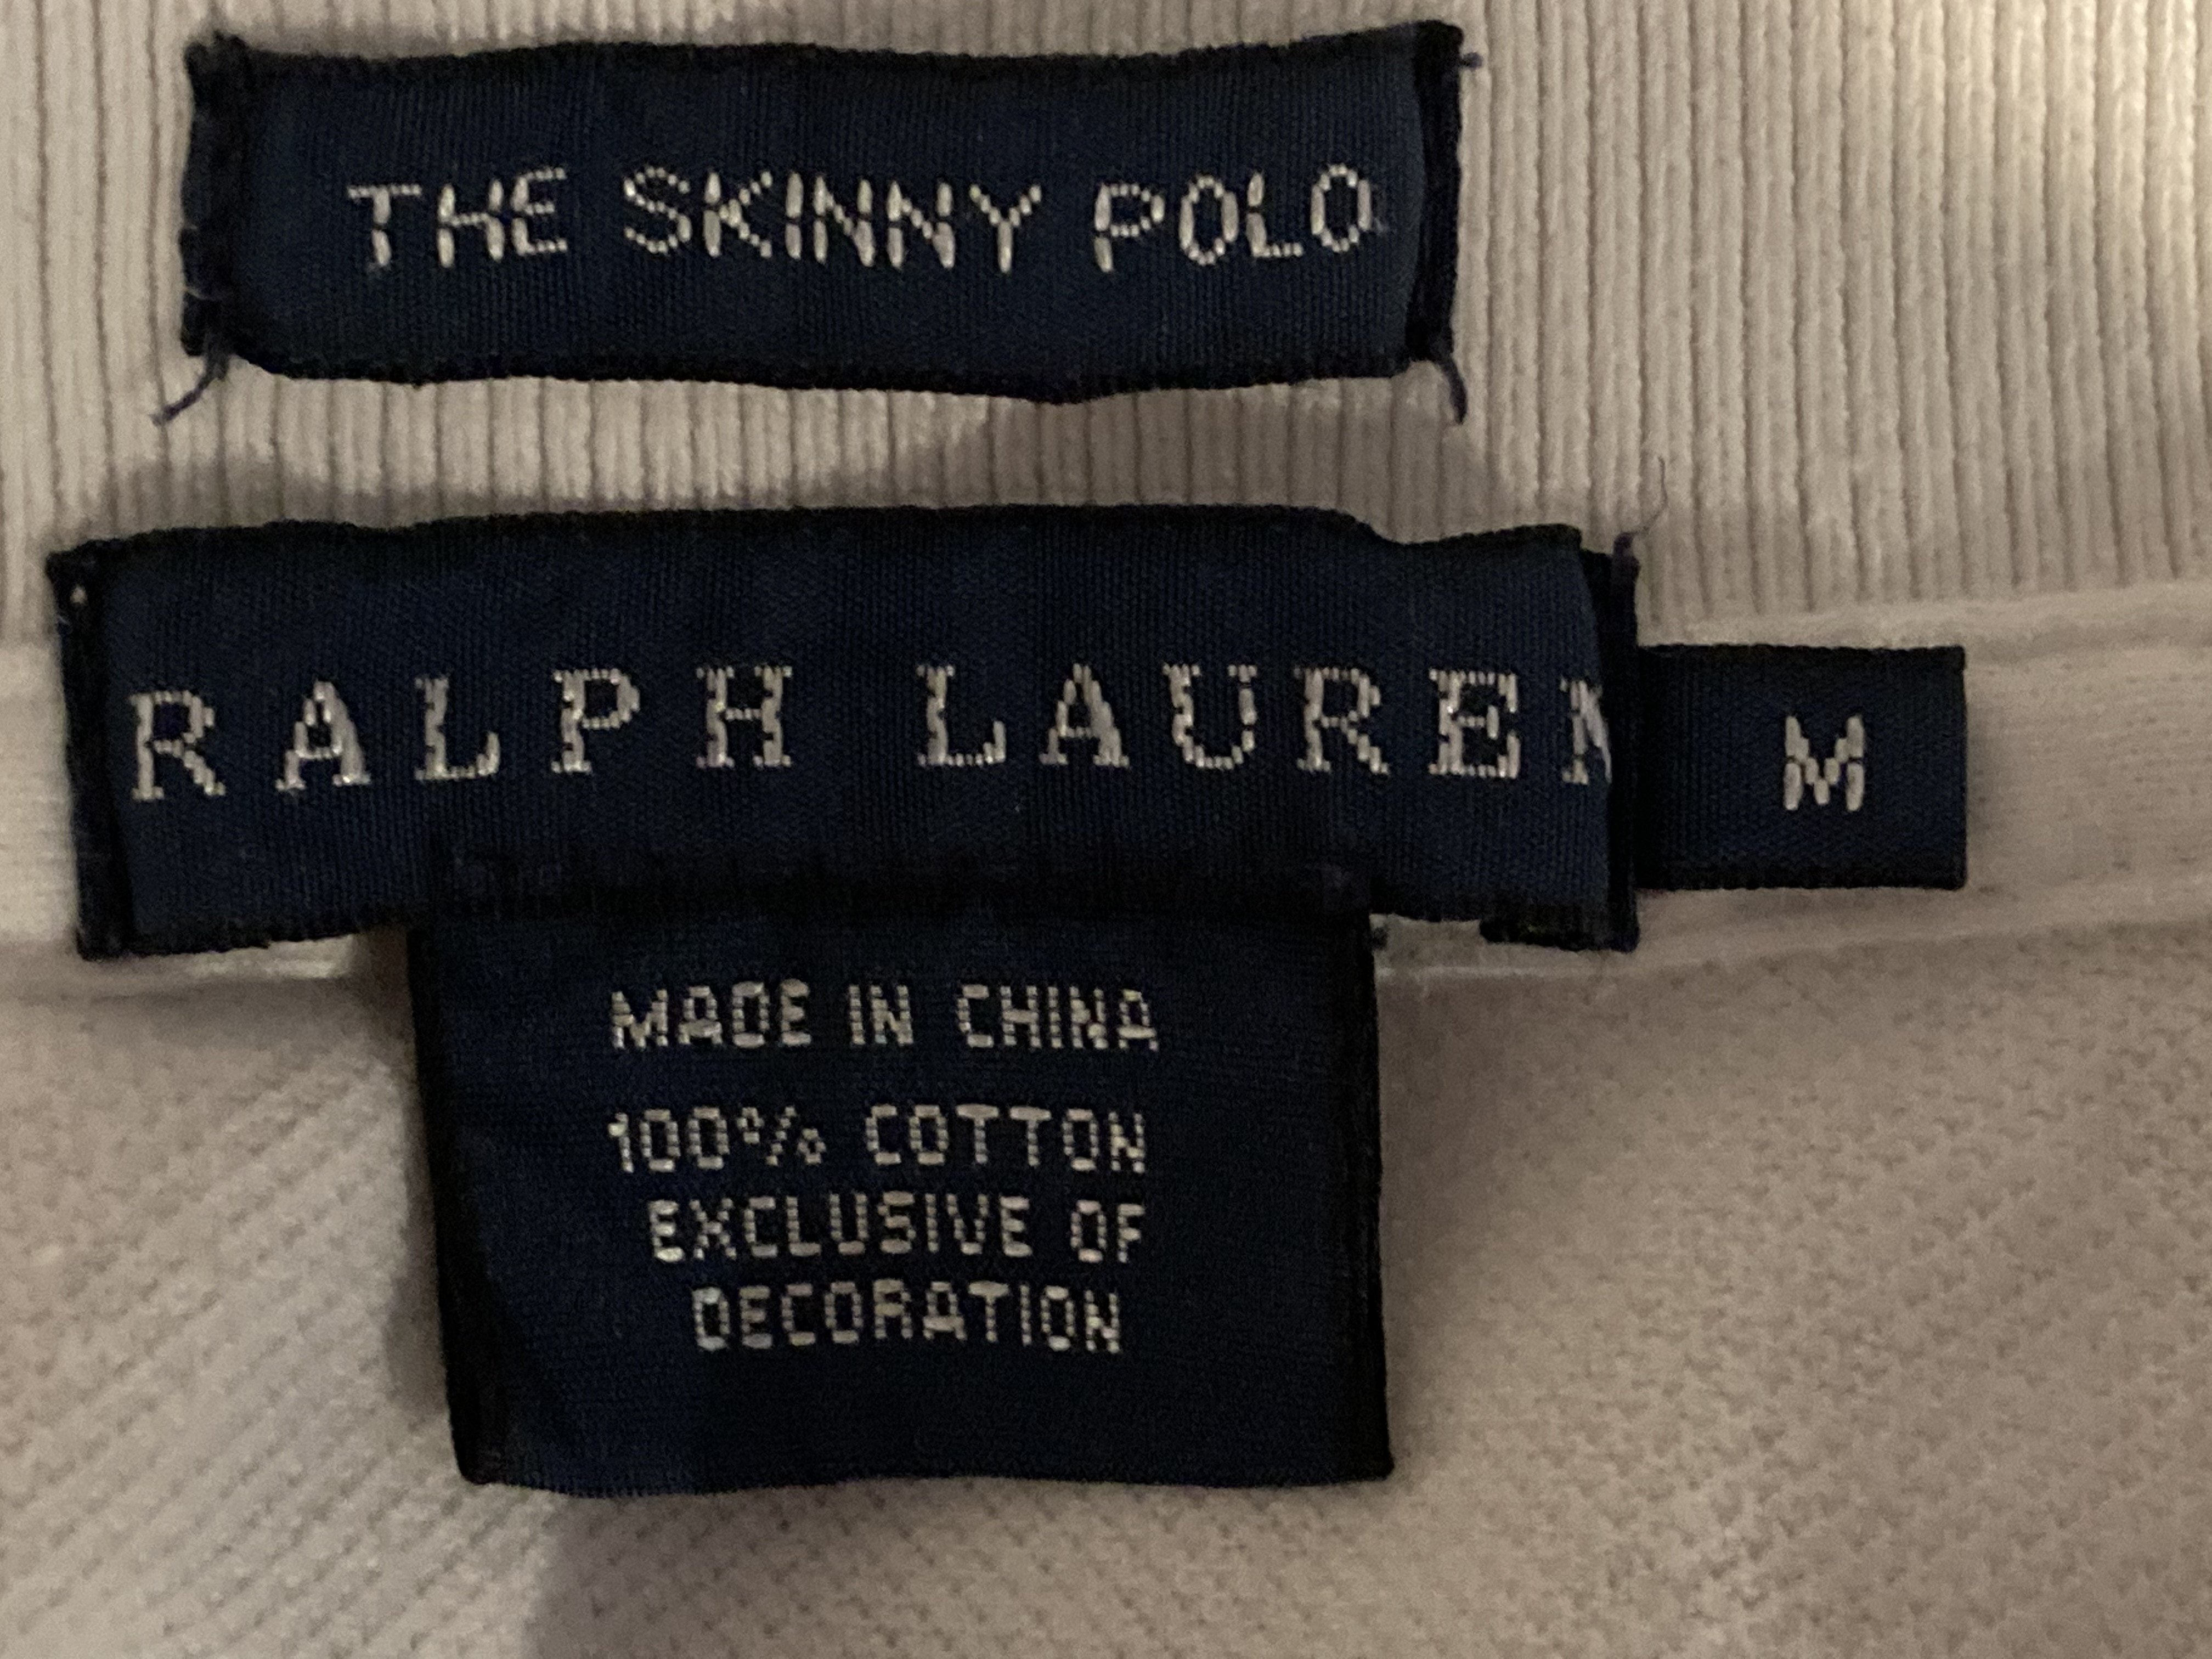 THE SKINNY POLO
RALPH LAUREN
M
MADE IN CHINA
100% COTTON
EXCLUSIVE OF
DECORATION